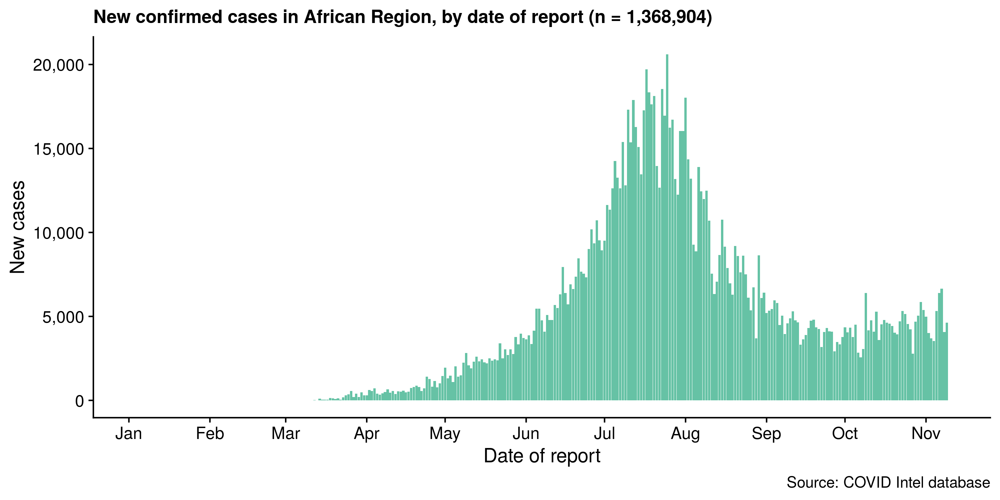 New confirmed cases in African Region, by date of report (n = 1,368,904)
20,000
15,000
10,000
5,000
0
New cases
Jan Feb Mar Apr May Jun Jul Aug Sep Oct Nov
Date of report
Source: COVID Intel database